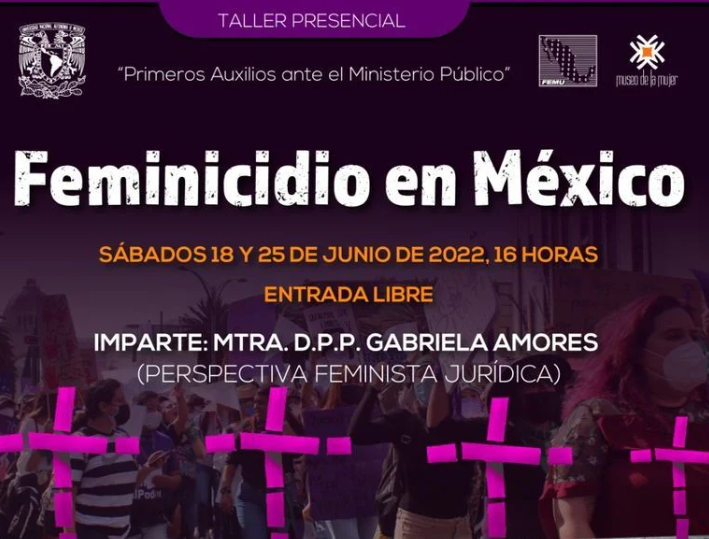 TALLER PRESENCIAL
"Primeros Auxilios ante el Ministerio Público"
FEMU
museo de la mujer
Feminicidio en México
SÁBADOS 18 Y 25 DE JUNIO DE 2022, 16 HORAS
ENTRADA LIBRE
IMPARTE: MTRA. D.P.P. GABRIELA AMORES
(PERSPECTIVA FEMINISTA JURÍDICA)
iPod